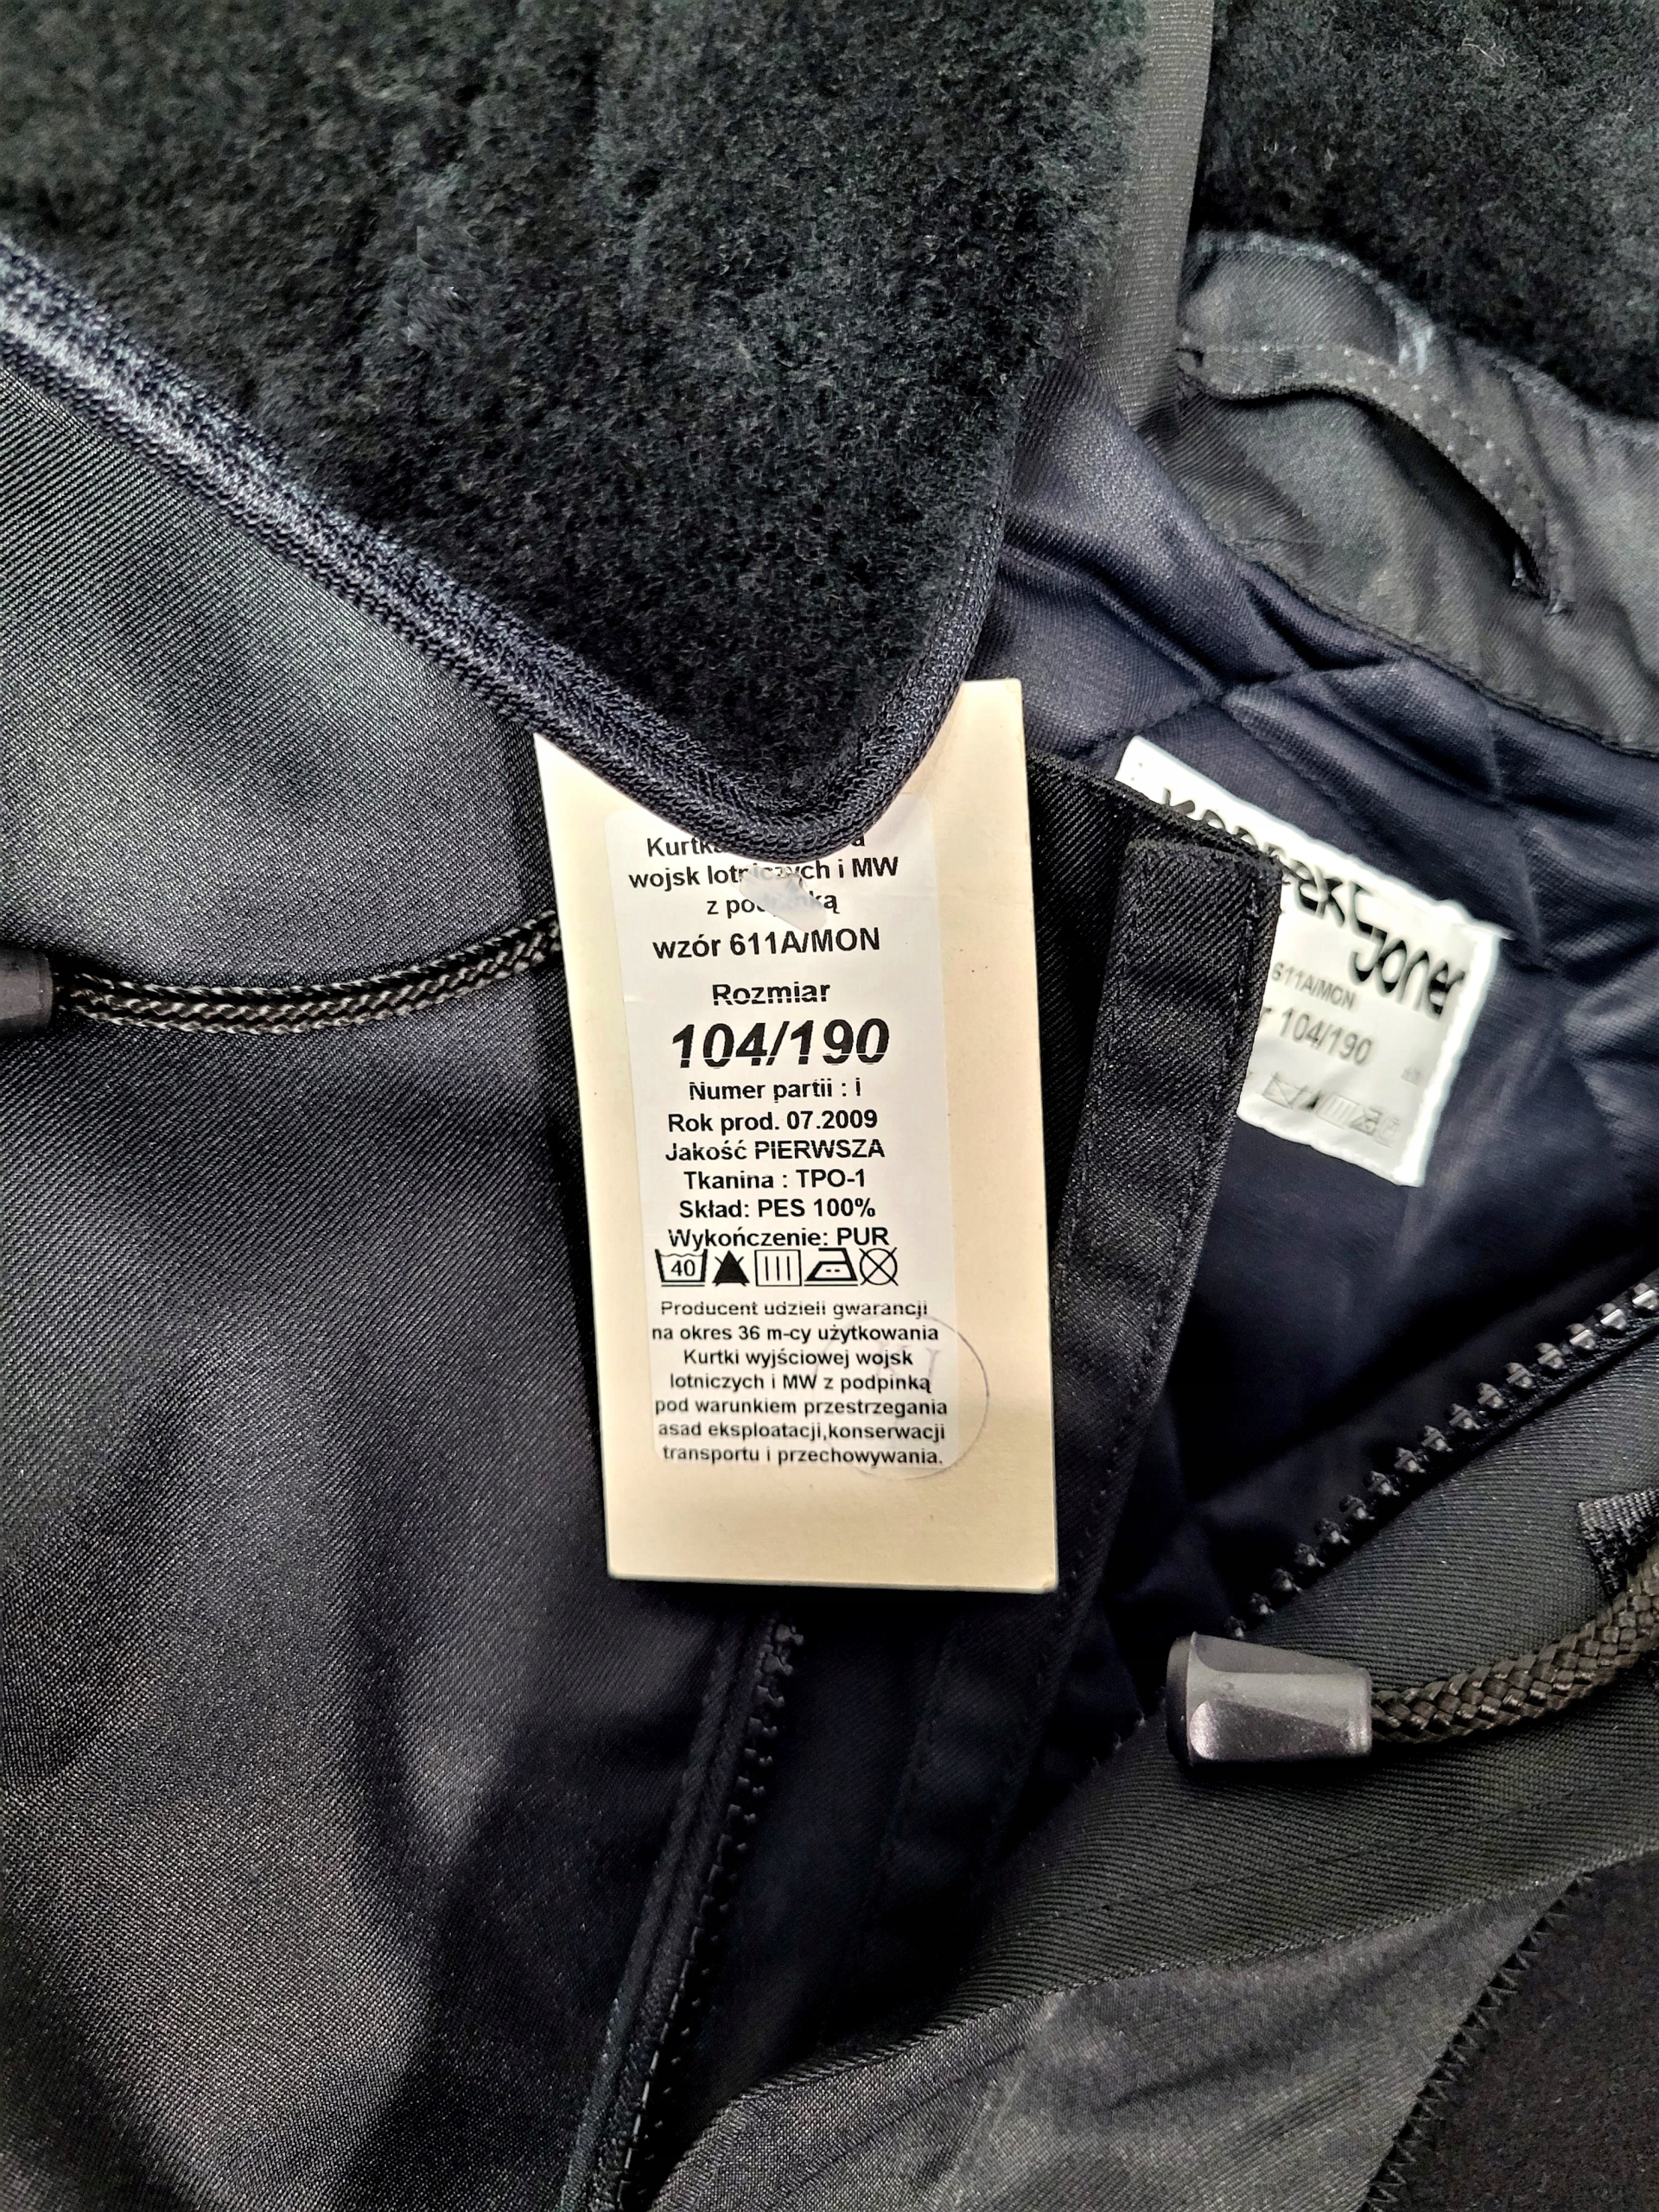 wojsk lotniczych i MW
z podpinką
wzór 611A/MON
Rozmiar
104/190
Numer partii : I
Rok prod. 07.2009
Jakość PIERWSZA
Tkanina : TPO-1
Skład: PES 100%
Wykończenie: PUR
40
Producent udzieli gwarancji
na okres 36 m-cy użytkowania
Kurtki wyjściowej wojsk
lotniczych i MW z podpinką
pod warunkiem przestrzegania
asad eksploatacji,konserwacji
transportu i przechowywania.
611A/MON
r 104/190